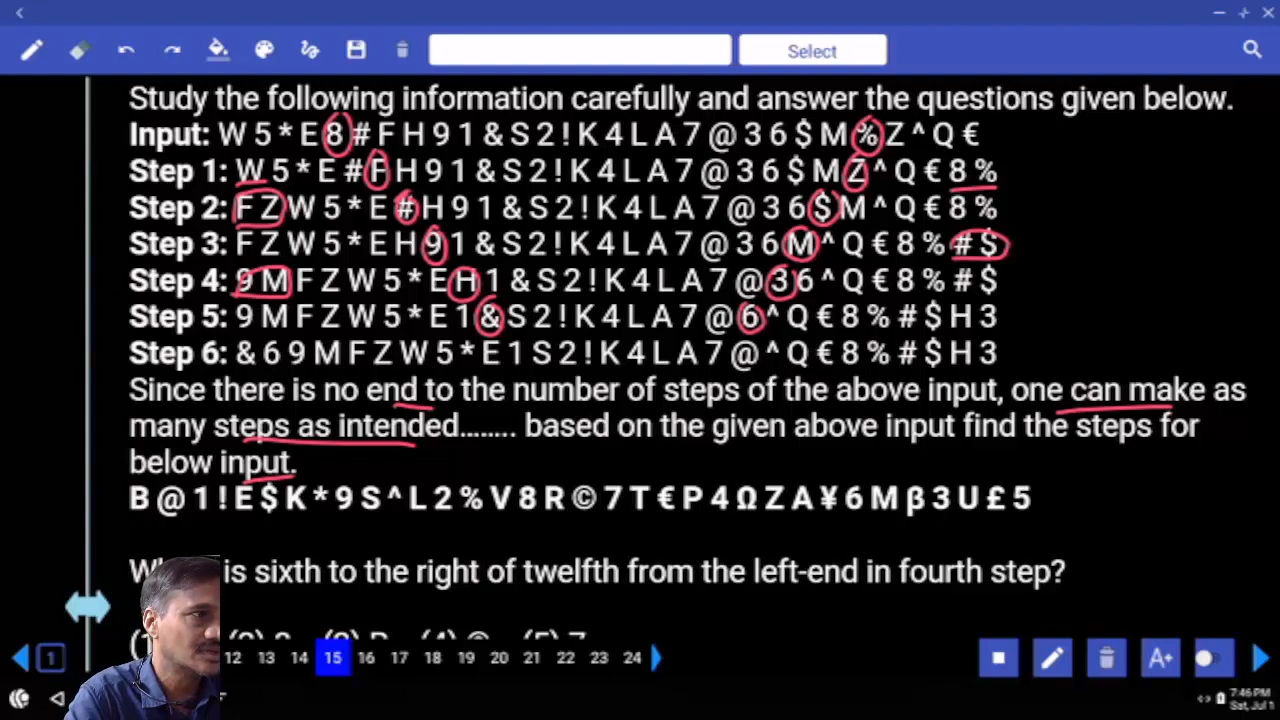 Select
Study the following information carefully and answer the questions given below.
Input: W 5 * E 8 # F H 9 1 & S 2 ! K 4 L A 7 @ 3 6 $ M % Z ^ Q €
Step 1: W 5 * E # F H 9 1 & S 2 ! K 4 L A 7 @ 3 6 $ M Z ^ Q € 8 %
Step 2: F Z W 5 * E # H 9 1 & S 2 ! K 4 L A 7 @ 3 6 $ M ^ Q € 8 %
Step 3: F Z W 5 * E H 9 1 & S 2 ! K 4 L A 7 @ 3 6 M ^ Q € 8 % # $
Step 4: 9 M F Z W 5 * E H 1 & S 2 ! K 4 L A 7 @ 3 6 ^ Q € 8 % # $
Step 5: 9 M F Z W 5 * E 1 & S 2 ! K 4 L A 7 @ 6 ^ Q € 8 % # $ H 3
Step 6: & 6 9 M F Z W 5 * E 1 S 2 ! K 4 L A 7 @ ^ Q € 8 % # $ H 3
Since there is no end to the number of steps of the above input, one can make as
many steps as intended........ based on the given above input find the steps for
below input.
B @ 1 ! E $ K * 9 S ^ L 2 % V 8 R © 7 T € P 4 Ω Z A ¥ 6 M β 3 U £ 5
is sixth to the right of twelfth from the left-end in fourth step?
1 12 13 14 15 16 17 18 19 20 21 22 23 24 A+
7:46 PM
Sat, Jul 1